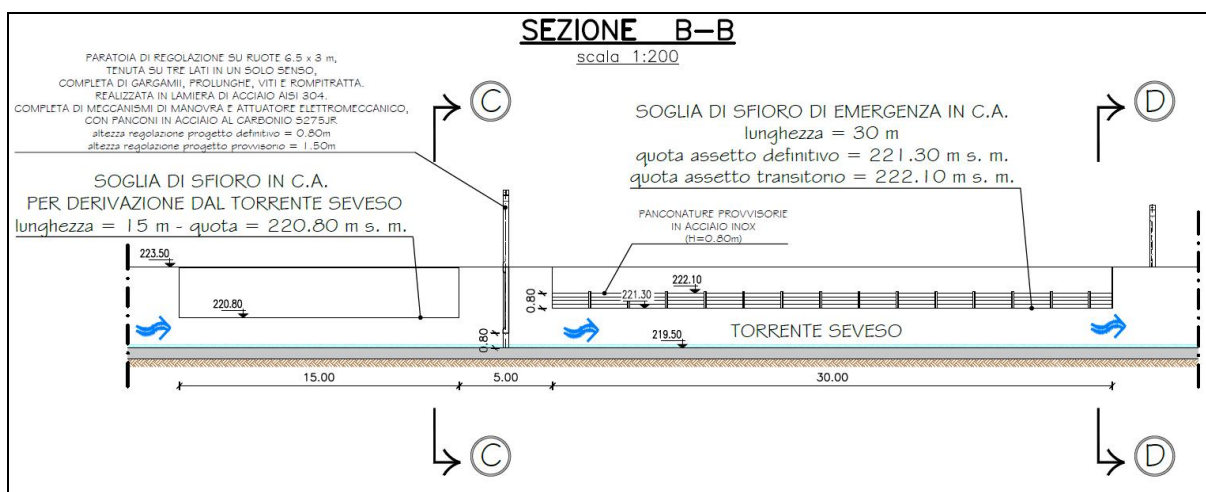 SEZIONE B–B
scala 1:200
PARATOIA DI REGOLAZIONE SU RUOTE 6.5 x 3 m,
TENUTA SU TRE LATI IN UN SOLO SENSO,
COMPLETA DI GARGAMII, PROLUNGHE, VITI E ROMPITRATTA.
REALIZZATA IN LAMIERA DI ACCIAIO AISI 304.
COMPLETA DI MECCANISMI DI MANOVRA E ATTUATORE ELETTROMECCANICO,
CON PANCONI IN ACCIAIO AL CARBONIO S275JR
altezza regolazione progetto definitivo = 0.80m
altezza regolazione progetto provvisorio = 1.50m
C
D
SOGLIA DI SFIORO IN C.A.
PER DERIVAZIONE DAL TORRENTE SEVESO
lunghezza = 15 m - quota = 220.80 m s. m.
SOGLIA DI SFIORO DI EMERGENZA IN C.A.
lunghezza = 30 m
quota assetto definitivo = 221.30 m s. m.
quota assetto transitorio = 222.10 m s. m.
PANCONATURE PROVVISORIE
IN ACCIAIO INOX
(H=0.80m)
223.50
220.80
0.80
0.80
222.10
221.30
219.50
TORRENTE SEVESO
15.00
5.00
30.00
C
D